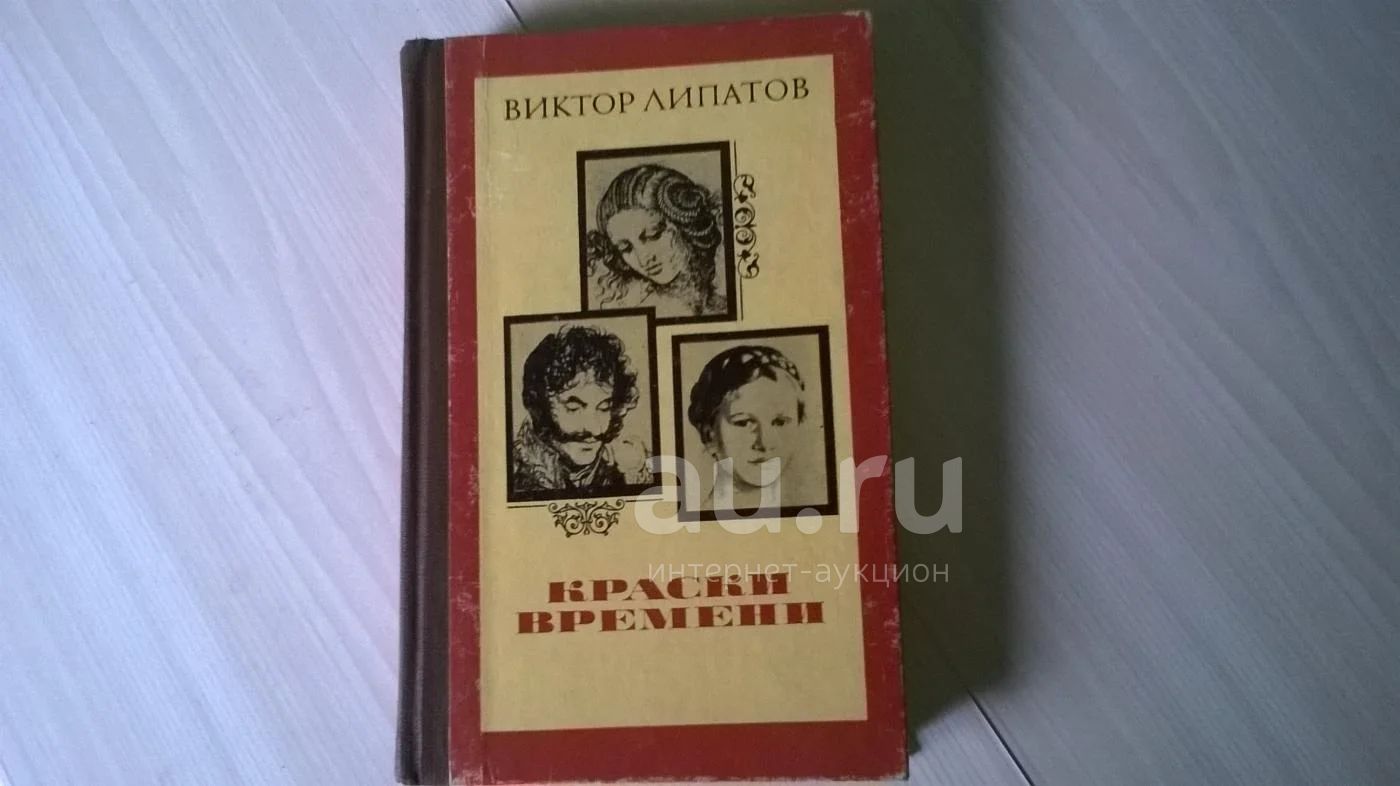 ВИКТОР ЛИПАТОВ
au.ru
интернет-аукцион
КРАСКИ
ВРЕМЕНИ